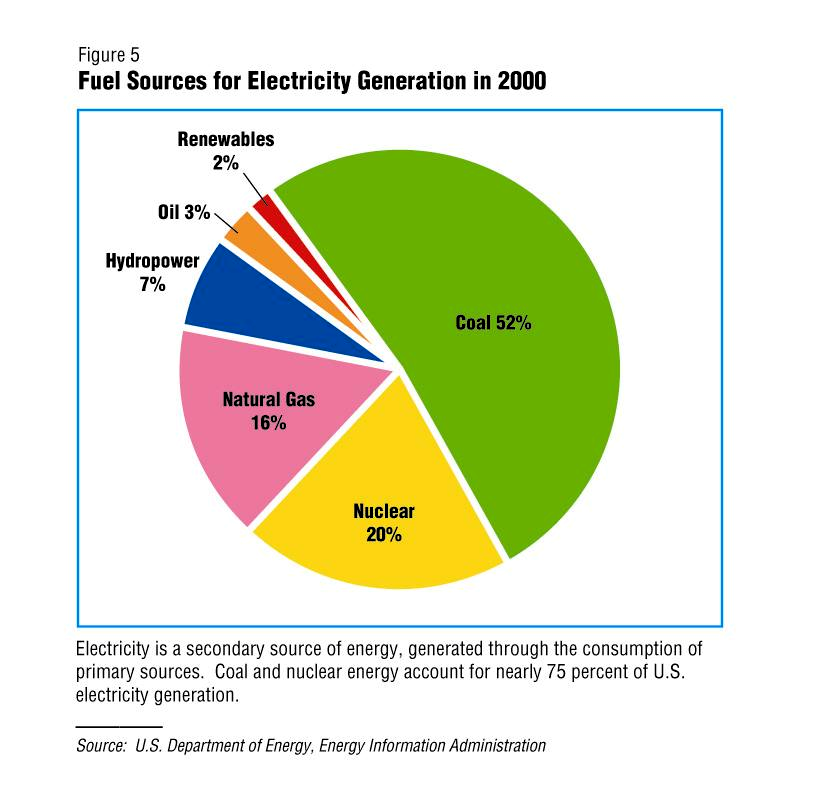 Figure 5
Fuel Sources for Electricity Generation in 2000
Renewables
2%
Oil 3%
Hydropower
7%
Coal 52%
Natural Gas
16%
Nuclear
20%
Electricity is a secondary source of energy, generated through the consumption of
primary sources.  Coal and nuclear energy account for nearly 75 percent of U.S.
electricity generation.
Source:  U.S. Department of Energy, Energy Information Administration